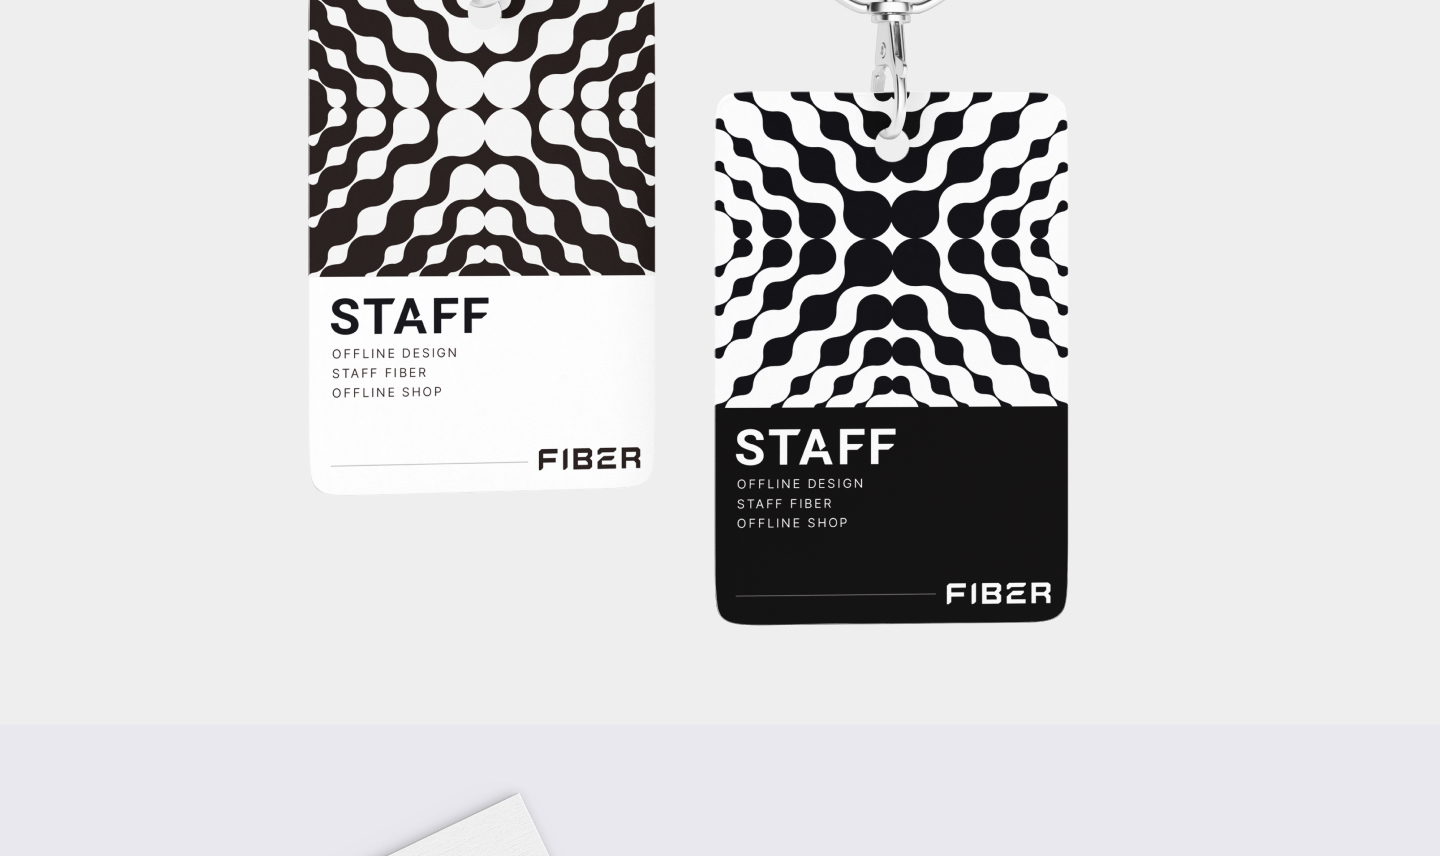 STAFF
OFFLINE DESIGN
STAFF FIBER
OFFLINE SHOP
FIBER
STAFF
OFFLINE DESIGN
STAFF FIBER
OFFLINE SHOP
FIBER